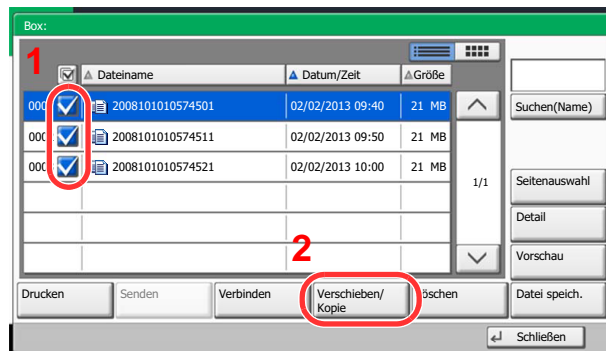 Box:
1
Dateiname
Datum/Zeit
Größe
2008101010574501
02/02/2013 09:40
21 MB
Suchen(Name)
2008101010574511
02/02/2013 09:50
21 MB
2008101010574521
02/02/2013 10:00
21 MB
1/1
Seitenauswahl
Detail
2
Vorschau
Drucken
Senden
Verbinden
Verschieben/
Kopie
Datei speich.
Schließen